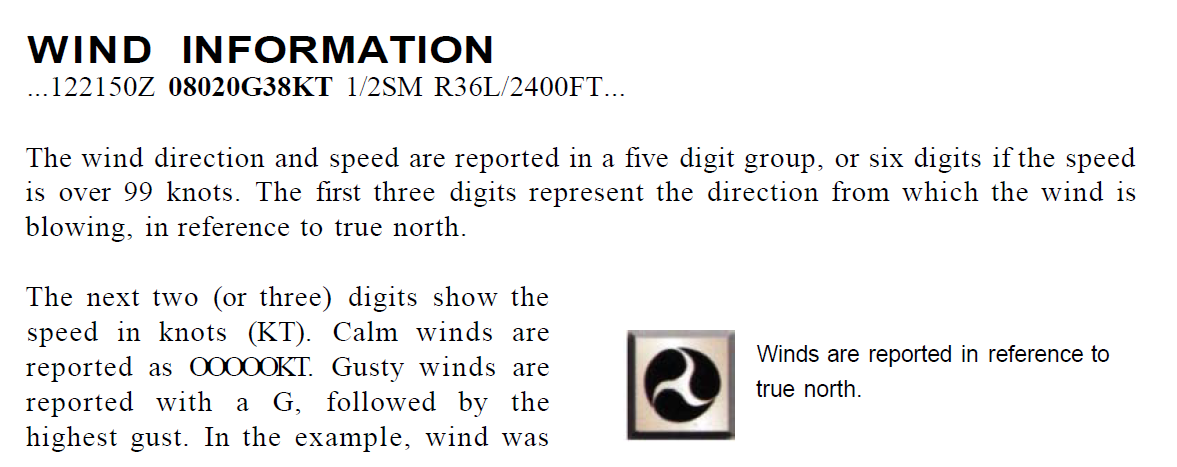 WIND INFORMATION
...122150Z 08020G38KT 1/2SM R36L/2400FT...
The wind direction and speed are reported in a five digit group, or six digits if the speed
is over 99 knots. The first three digits represent the direction from which the wind is
blowing, in reference to true north.
The next two (or three) digits show the
speed in knots (KT). Calm winds are
reported as OOOOOKT. Gusty winds are
reported with a G, followed by the
highest gust. In the example, wind was
Winds are reported in reference to
true north.